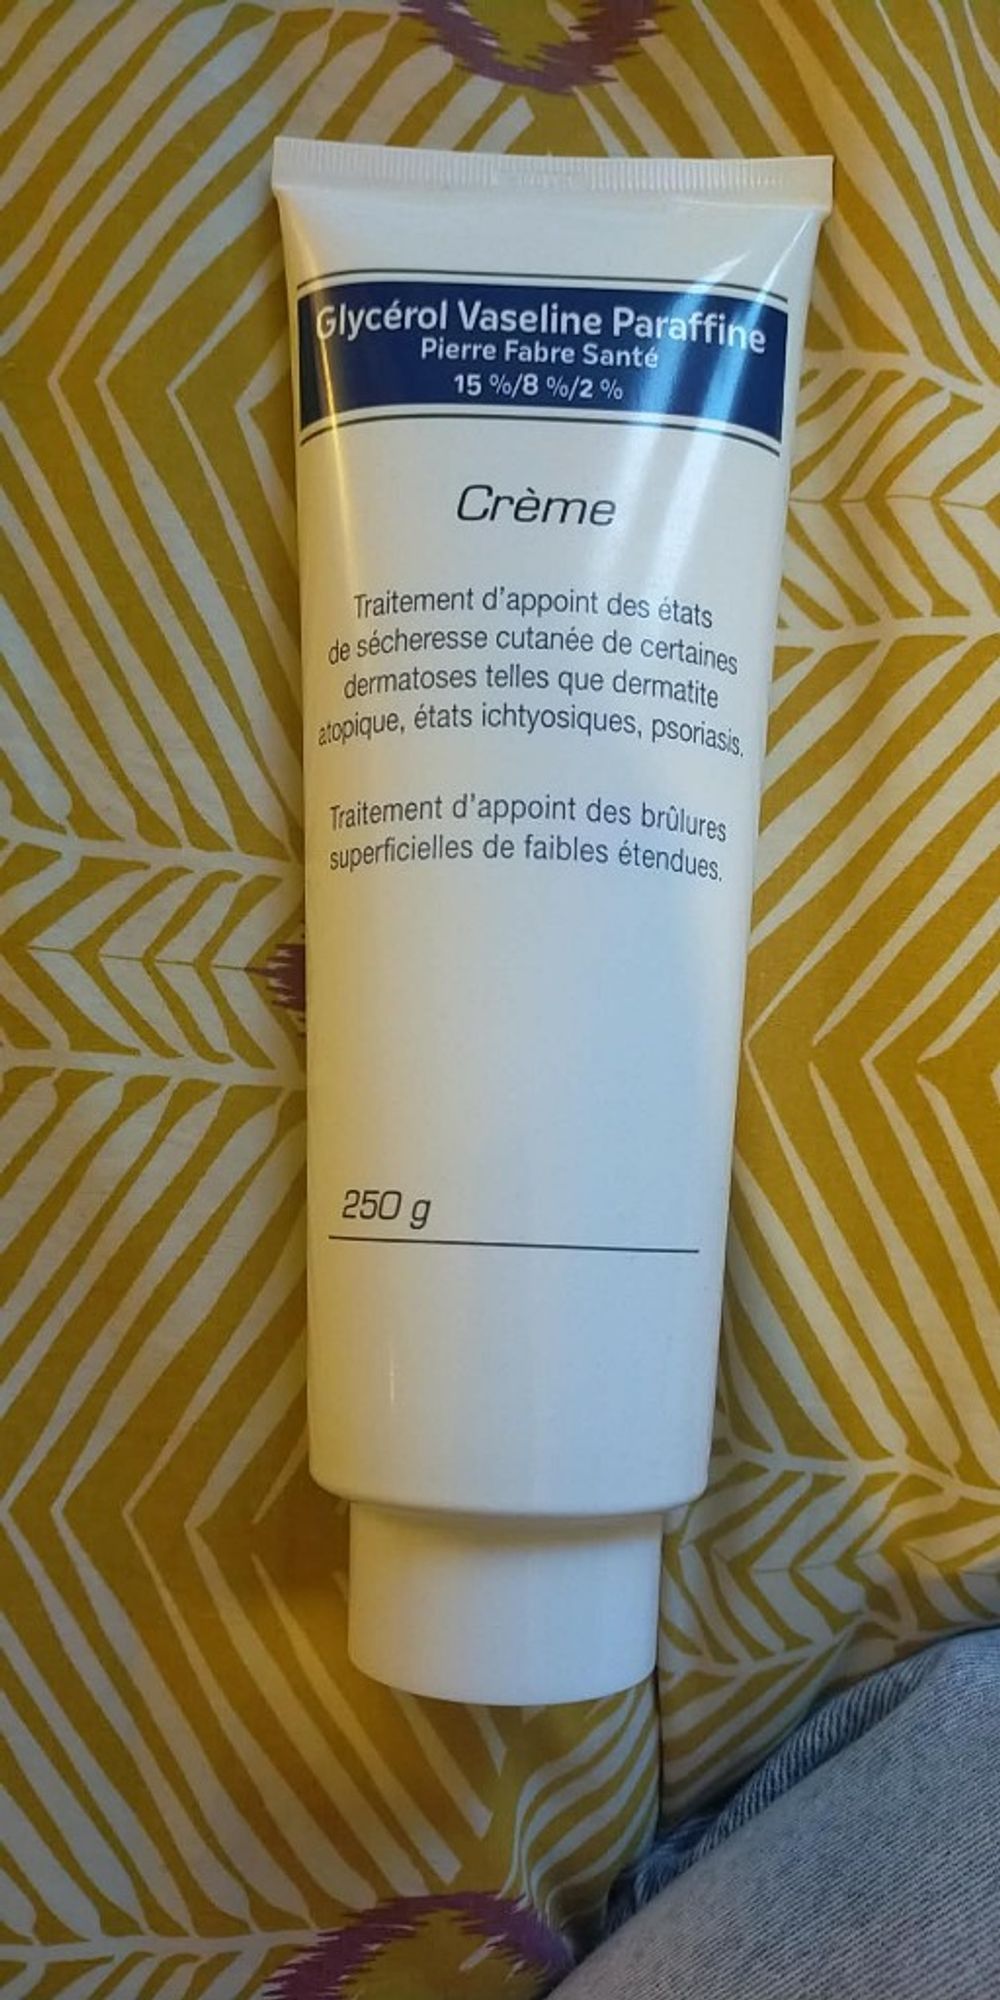 Glycérol Vaseline Paraffine
Pierre Fabre Santé
15 %/8 %/2 %
Crème
Traitement d'appoint des états
de sécheresse cutanée de certaines
dermatoses telles que dermatite
atopique, états ichtyosiques, psoriasis.
Traitement d'appoint des brûlures
superficielles de faibles étendues.
250 g